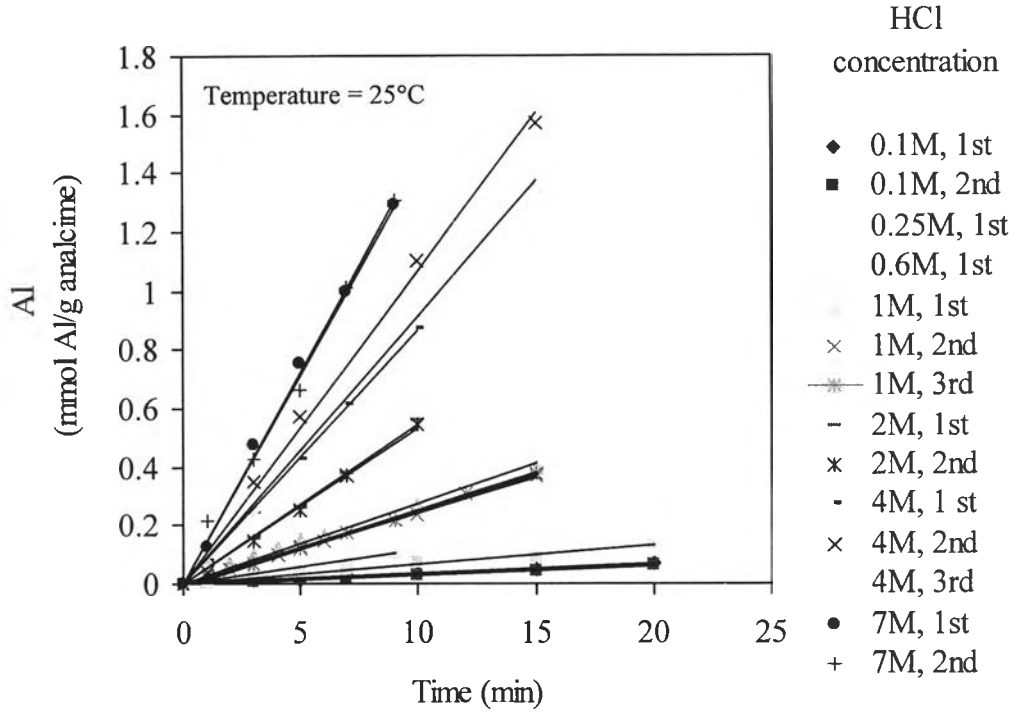 HCl
concentration
1.8
1.6
1.4
1.2
1
0.8
0.6
0.4
0.2
0
Temperature = 25°C
Al
(mmol Al/g analcime)
0 5 10 15 20 25
Time (min)
0.1M, 1st
0.1M, 2nd
0.25M, 1st
0.6M, 1st
1M, 1st
1M, 2nd
1M, 3rd
2M, 1st
2M, 2nd
4M, 1 st
4M, 2nd
4M, 3rd
7M, 1st
7M, 2nd